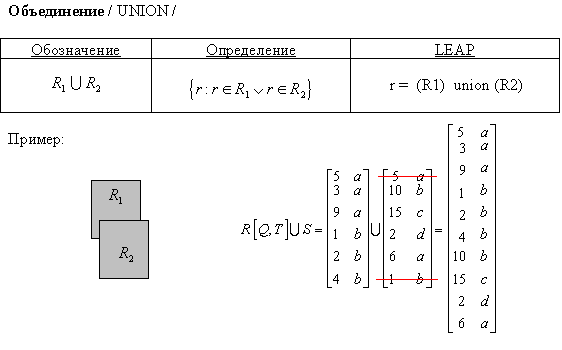 Объединение / UNION /
Обозначение Определение LEAP
R₁ ⋃ R₂ {r : r ∈ R₁ ∨ r ∈ R₂} r = (R1) union (R2)
Пример:
R₁
R₂
R[Q,T]⋃S = [5 a
3 a
9 a
1 b
2 b
4 b] ⋃ [5 a
10 b
15 c
2 d
6 a
1 b] = [5 a
3 a
9 a
1 b
2 b
4 b
10 b
15 c
2 d
6 a]